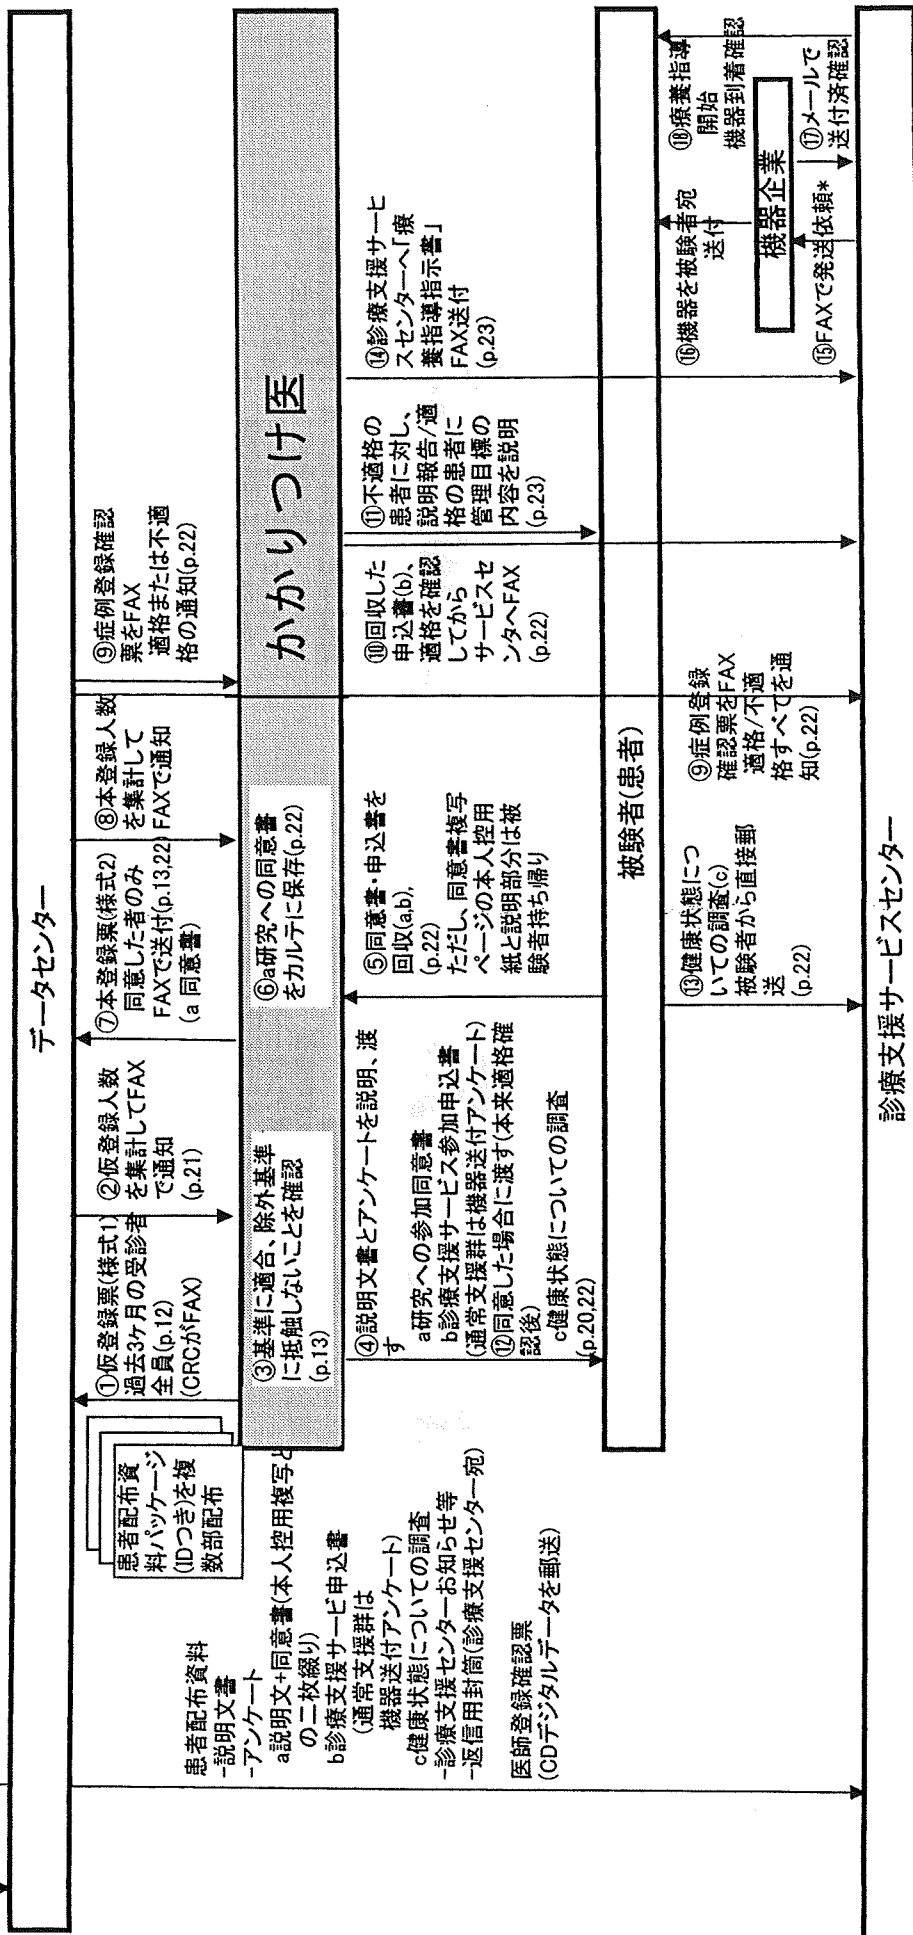 データセンター
患者配布資
料パッケージ
(IDつき)を複
数部配布
①仮登録票(様式1)
過去3ヶ月の受診者
全員(p.12)
(CRCがFAX)
②仮登録人数
を集計してFAX
で通知
(p.21)
⑦本登録票(様式2)
同意した者のみ
FAXで送付(p.13,22)
(a 同意書)
⑧本登録人数
を集計して
FAXで通知
⑨症例登録確認
票をFAX
適格または不適
格の通知(p.22)
かかりつけ医
③基準に適合、除外基準
に抵触しないことを確認
(p.13)
⑥a研究への同意書
をカルテに保存(p.22)
患者配布資料
-説明文書
-アンケート
a説明文+同意書(本人控用複写と
の二枚綴り)
b診療支援サービ申込書
(通常支援群は
機器送付アンケート)
c健康状態についての調査
-診療支援センターお知らせ等
-返信用封筒(診療支援センター宛)
医師登録確認票
(CDデジタルデータを郵送)
④説明文書とアンケートを説明、渡
す
a研究への参加同意書
b診療支援サービス参加申込書
(通常支援群は機器送付アンケート)
⑫同意した場合に渡す(本来適格確
認後)
c健康状態についての調査
(p.20,22)
⑤同意書・申込書を
回収(a,b),
(p.22)
ただし、同意書複写
ページの本人控用
紙と説明部分は被
験者持ち帰り
⑩回収した
申込書(b)、
適格を確認
してから
サービスセ
ンタへFAX
(p.22)
⑪不適格の
患者に対し、
説明報告/適
格の患者に
管理目標の
内容を説明
(p.23)
⑭診療支援サービ
スセンターへ「療
養指導指示書」
FAX送付
(p.23)
被験者(患者)
⑬健康状態につ
いての調査(c)
被験者から直接郵
送
(p.22)
⑨症例登録
確認票をFAX
適格/不適
格すべてを通
知(p.22)
⑯機器を被験者宛
送付
⑱療養指導
開始
機器到着確認
機器企業
⑮FAXで発送依頼*
⑰メールで
送付済確認
診療支援サービスセンター